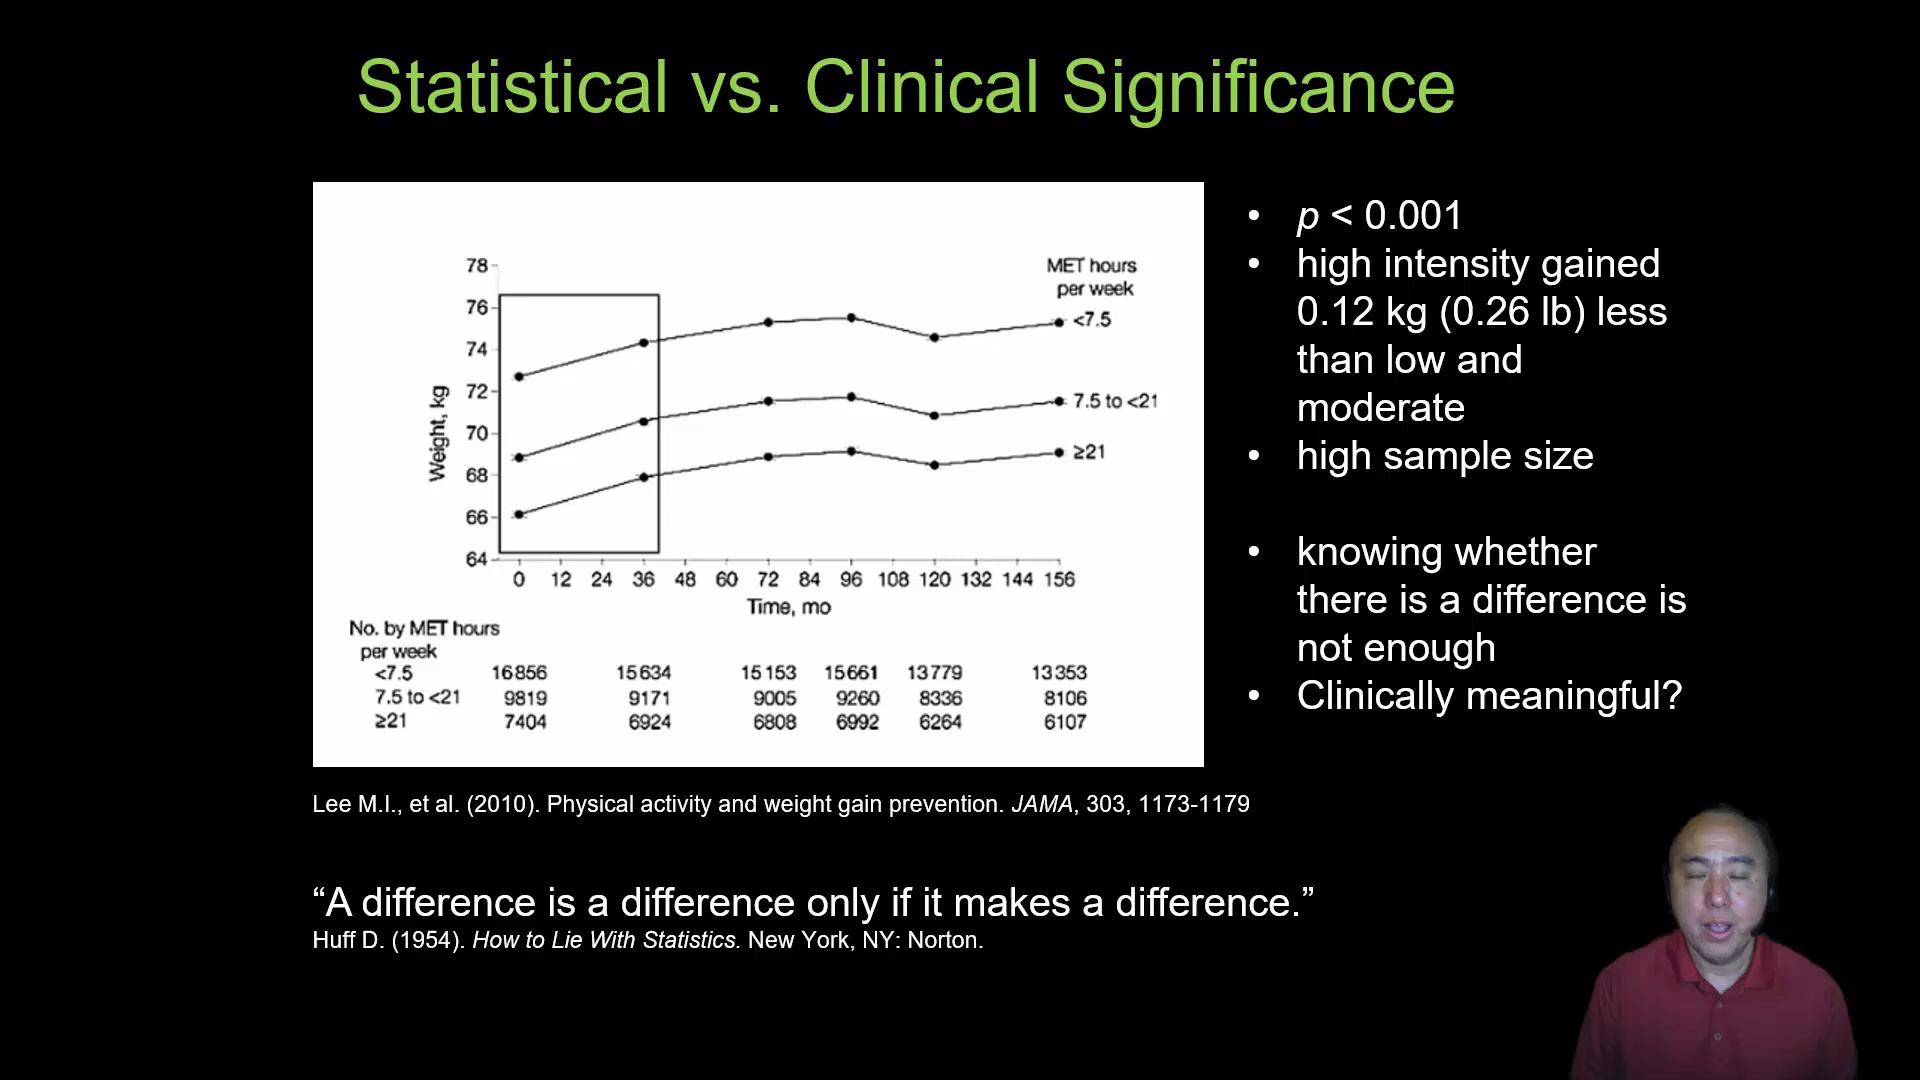 Statistical vs. Clinical Significance
78
76
74
72
70
68
66
64
Weight, kg
MET hours
per week
<7.5
7.5 to <21
≥21
0 12 24 36 48 60 72 84 96 108 120 132 144 156
Time, mo
No. by MET hours
per week
<7.5 16856 15634 15153 15661 13779 13353
7.5 to <21 9819 9171 9005 9260 8336 8106
≥21 7404 6924 6808 6992 6264 6107
• p < 0.001
• high intensity gained
0.12 kg (0.26 lb) less
than low and
moderate
• high sample size
• knowing whether
there is a difference is
not enough
• Clinically meaningful?
Lee M.I., et al. (2010). Physical activity and weight gain prevention. JAMA, 303, 1173-1179
“A difference is a difference only if it makes a difference.”
Huff D. (1954). How to Lie With Statistics. New York, NY: Norton.